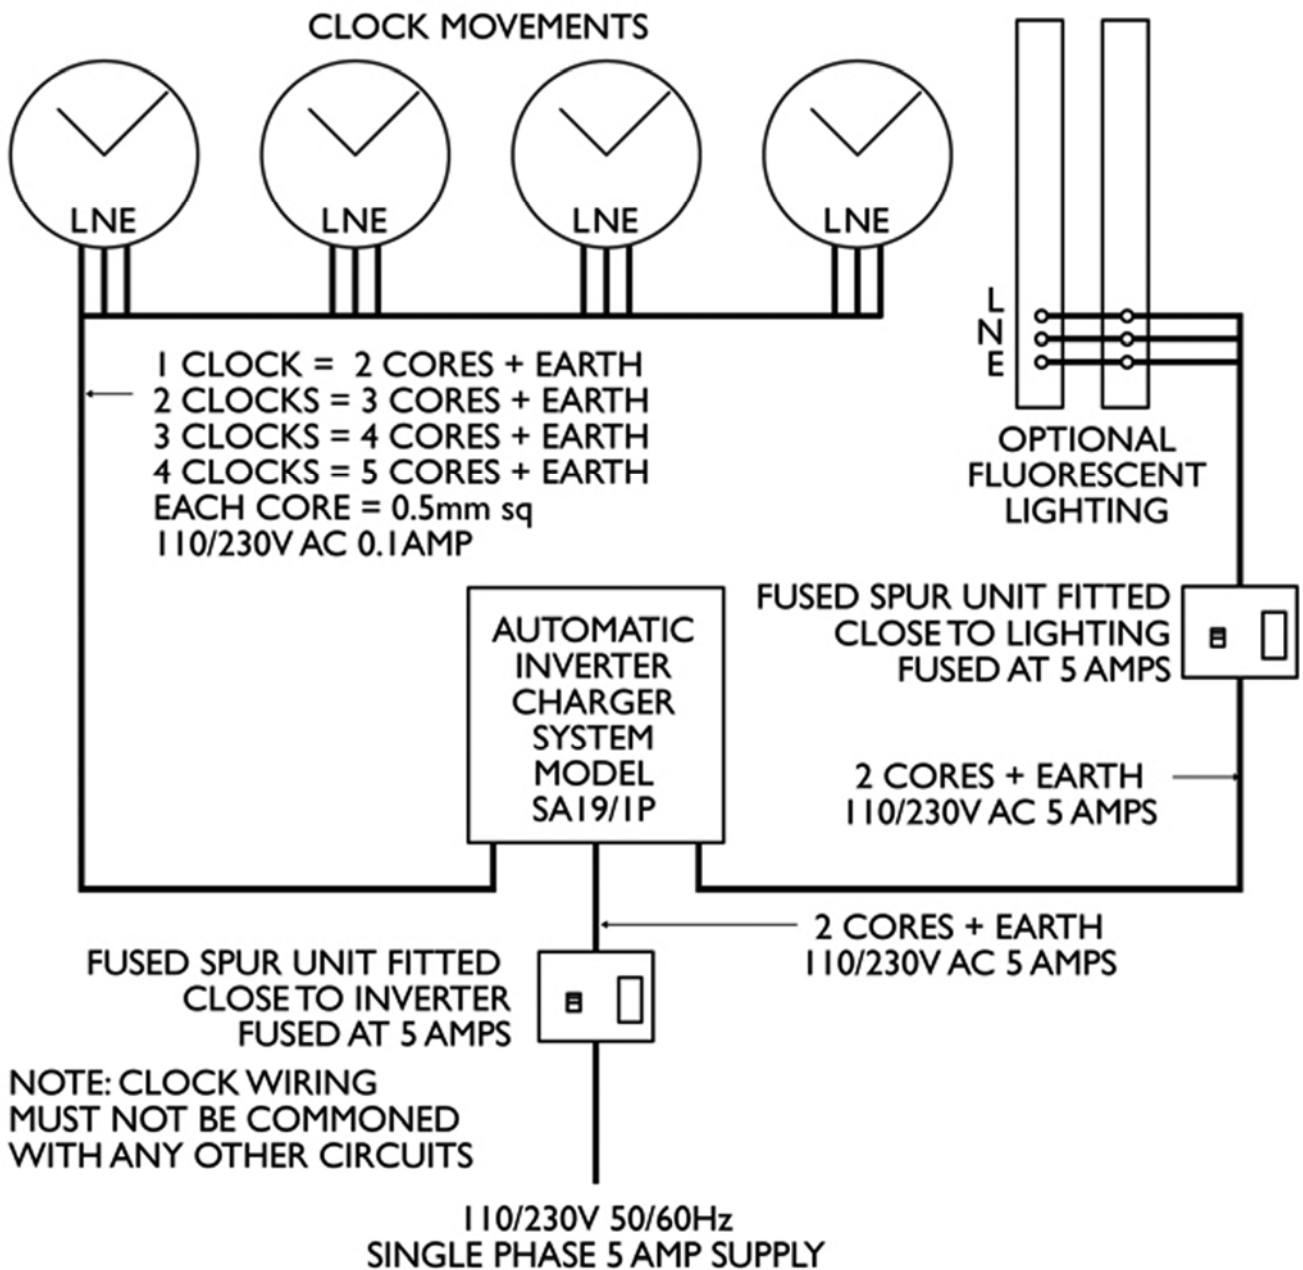 CLOCK MOVEMENTS
LNE
LNE
LNE
LNE
L
N
E
1 CLOCK = 2 CORES + EARTH
2 CLOCKS = 3 CORES + EARTH
3 CLOCKS = 4 CORES + EARTH
4 CLOCKS = 5 CORES + EARTH
EACH CORE = 0.5mm sq
110/230V AC 0.1AMP
OPTIONAL
FLUORESCENT
LIGHTING
AUTOMATIC
INVERTER
CHARGER
SYSTEM
MODEL
SA19/1P
FUSED SPUR UNIT FITTED
CLOSE TO LIGHTING
FUSED AT 5 AMPS
2 CORES + EARTH
110/230V AC 5 AMPS
2 CORES + EARTH
110/230V AC 5 AMPS
FUSED SPUR UNIT FITTED
CLOSE TO INVERTER
FUSED AT 5 AMPS
NOTE: CLOCK WIRING
MUST NOT BE COMMONED
WITH ANY OTHER CIRCUITS
110/230V 50/60Hz
SINGLE PHASE 5 AMP SUPPLY